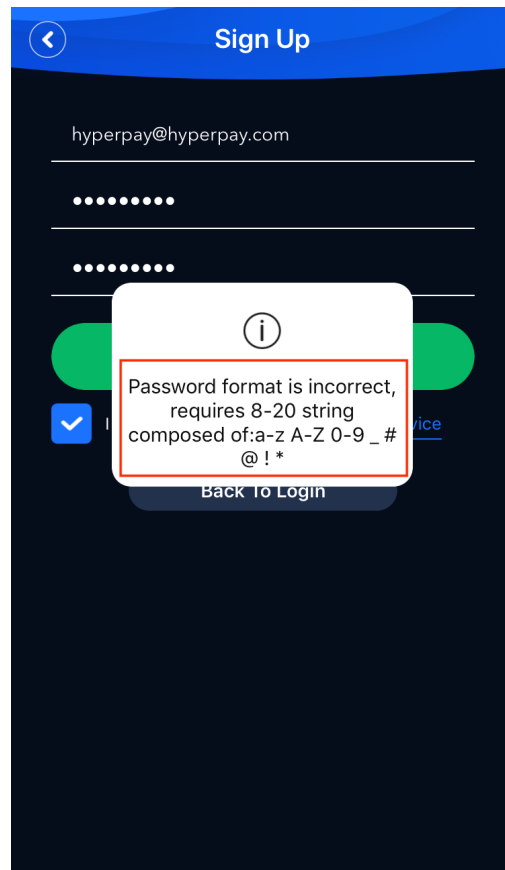 Sign Up
hyperpay@hyperpay.com
•••••••••
•••••••••
Password format is incorrect,
requires 8-20 string
composed of:a-z A-Z 0-9 _ #
@ ! *
I
vice
Back To Login